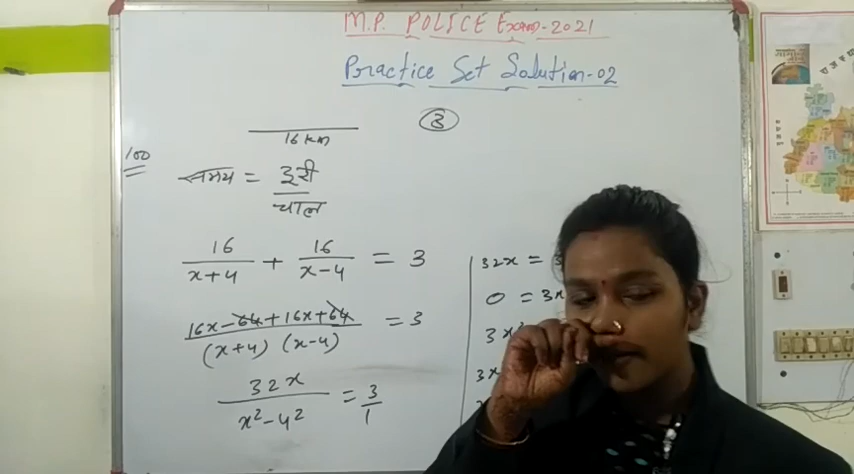 M.P. POLICE Exam-2021
Practice Set Solution-02
3
16 km
100
समय = दूरी
चाल
16/(x+4) + 16/(x-4) = 3
(16x-64+16x+64)/((x+4)(x-4)) = 3
32x/(x²-4²) = 3/1
32x = 3
0 = 3x
3x²
3x